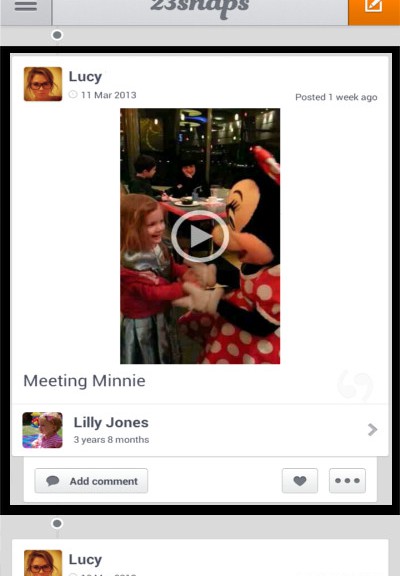 23snaps
Lucy
11 Mar 2013
Posted 1 week ago
Meeting Minnie
Lilly Jones
3 years 8 months
Add comment
Lucy